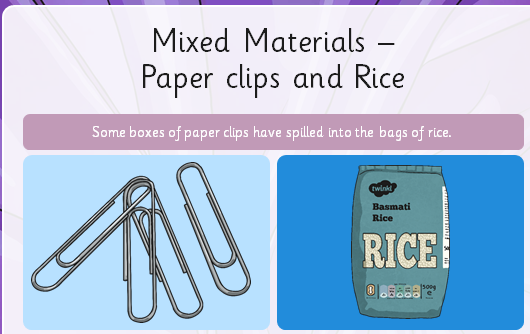 Mixed Materials –
Paper clips and Rice
Some boxes of paper clips have spilled into the bags of rice.
twinkl
Basmati
Rice
RICE
500g
e